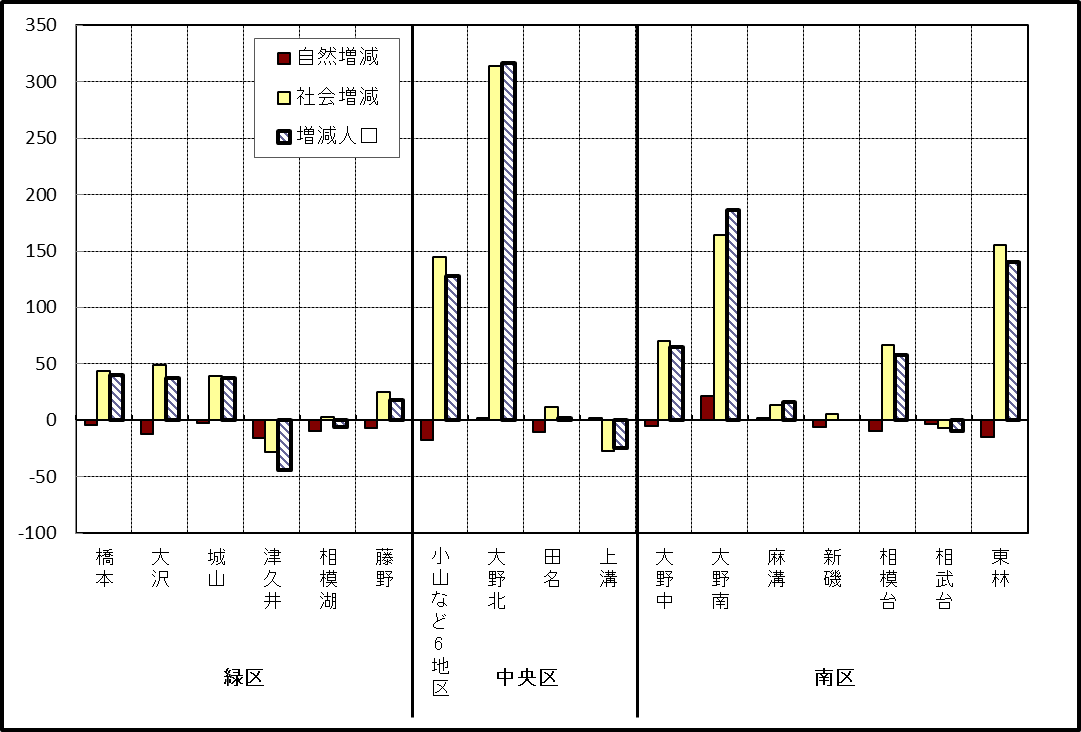 350
300
250
200
150
100
50
0
-50
-100
自然増減
社会増減
増減人口
橋本
大沢
城山
津久井
相模湖
藤野
小山など6地区
大野北
田名
上溝
大野中
大野南
麻溝
新磯
相模台
相武台
東林
緑区
中央区
南区